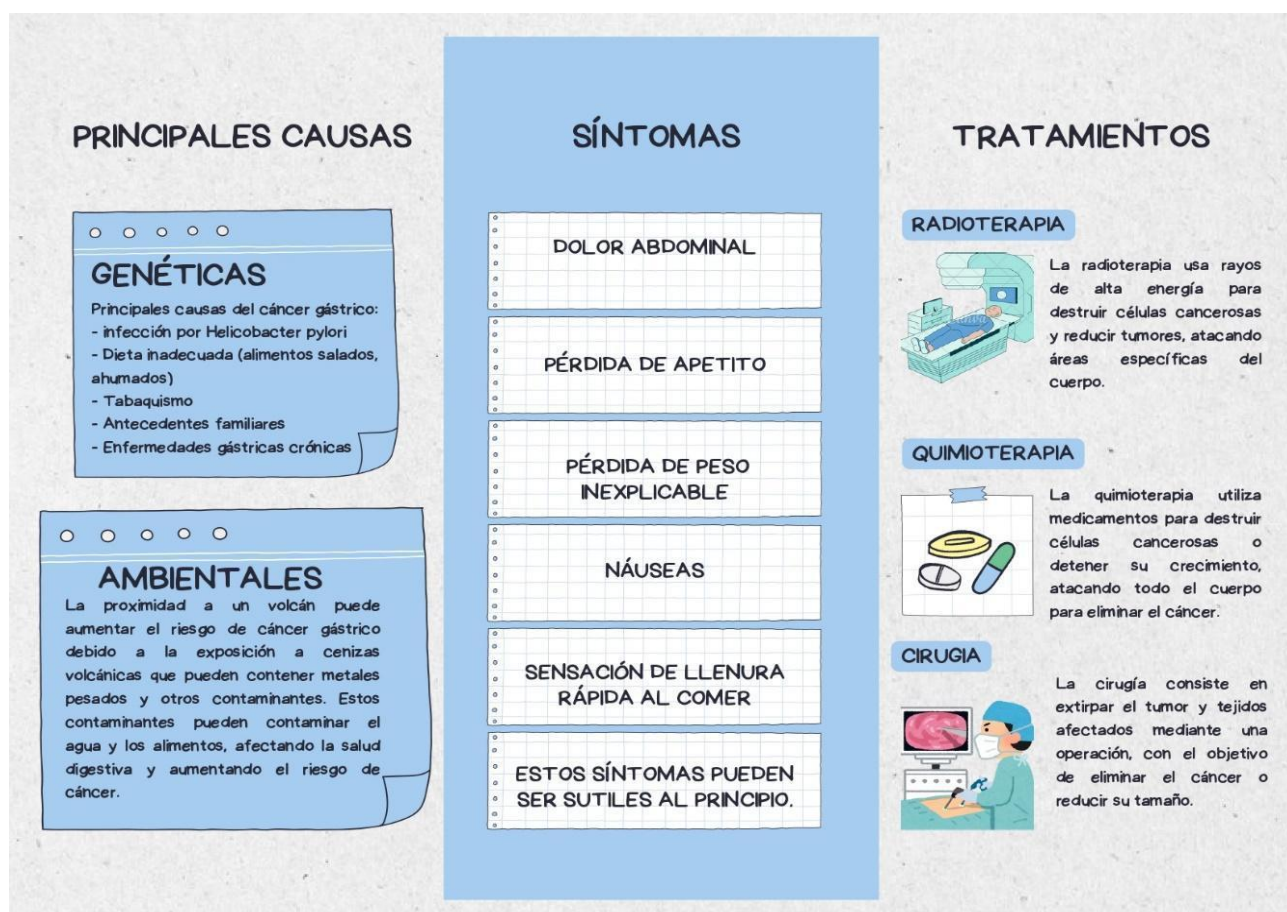 PRINCIPALES CAUSAS
GENÉTICAS
Principales causas del cáncer gástrico:
- infección por Helicobacter pylori
- Dieta inadecuada (alimentos salados,
ahumados)
- Tabaquismo
- Antecedentes familiares
- Enfermedades gástricas crónicas
AMBIENTALES
La proximidad a un volcán puede
aumentar el riesgo de cáncer gástrico
debido a la exposición a cenizas
volcánicas que pueden contener metales
pesados y otros contaminantes. Estos
contaminantes pueden contaminar el
agua y los alimentos, afectando la salud
digestiva y aumentando el riesgo de
cáncer.
SÍNTOMAS
DOLOR ABDOMINAL
PÉRDIDA DE APETITO
PÉRDIDA DE PESO
INEXPLICABLE
NÁUSEAS
SENSACIÓN DE LLENURA
RÁPIDA AL COMER
ESTOS SÍNTOMAS PUEDEN
SER SUTILES AL PRINCIPIO.
TRATAMIENTOS
RADIOTERAPIA
La radioterapia usa rayos
de alta energía para
destruir células cancerosas
y reducir tumores, atacando
áreas específicas del
cuerpo.
QUIMIOTERAPIA
La quimioterapia utiliza
medicamentos para destruir
células cancerosas o
detener su crecimiento,
atacando todo el cuerpo
para eliminar el cáncer.
CIRUGIA
La cirugía consiste en
extirpar el tumor y tejidos
afectados mediante una
operación, con el objetivo
de eliminar el cáncer o
reducir su tamaño.